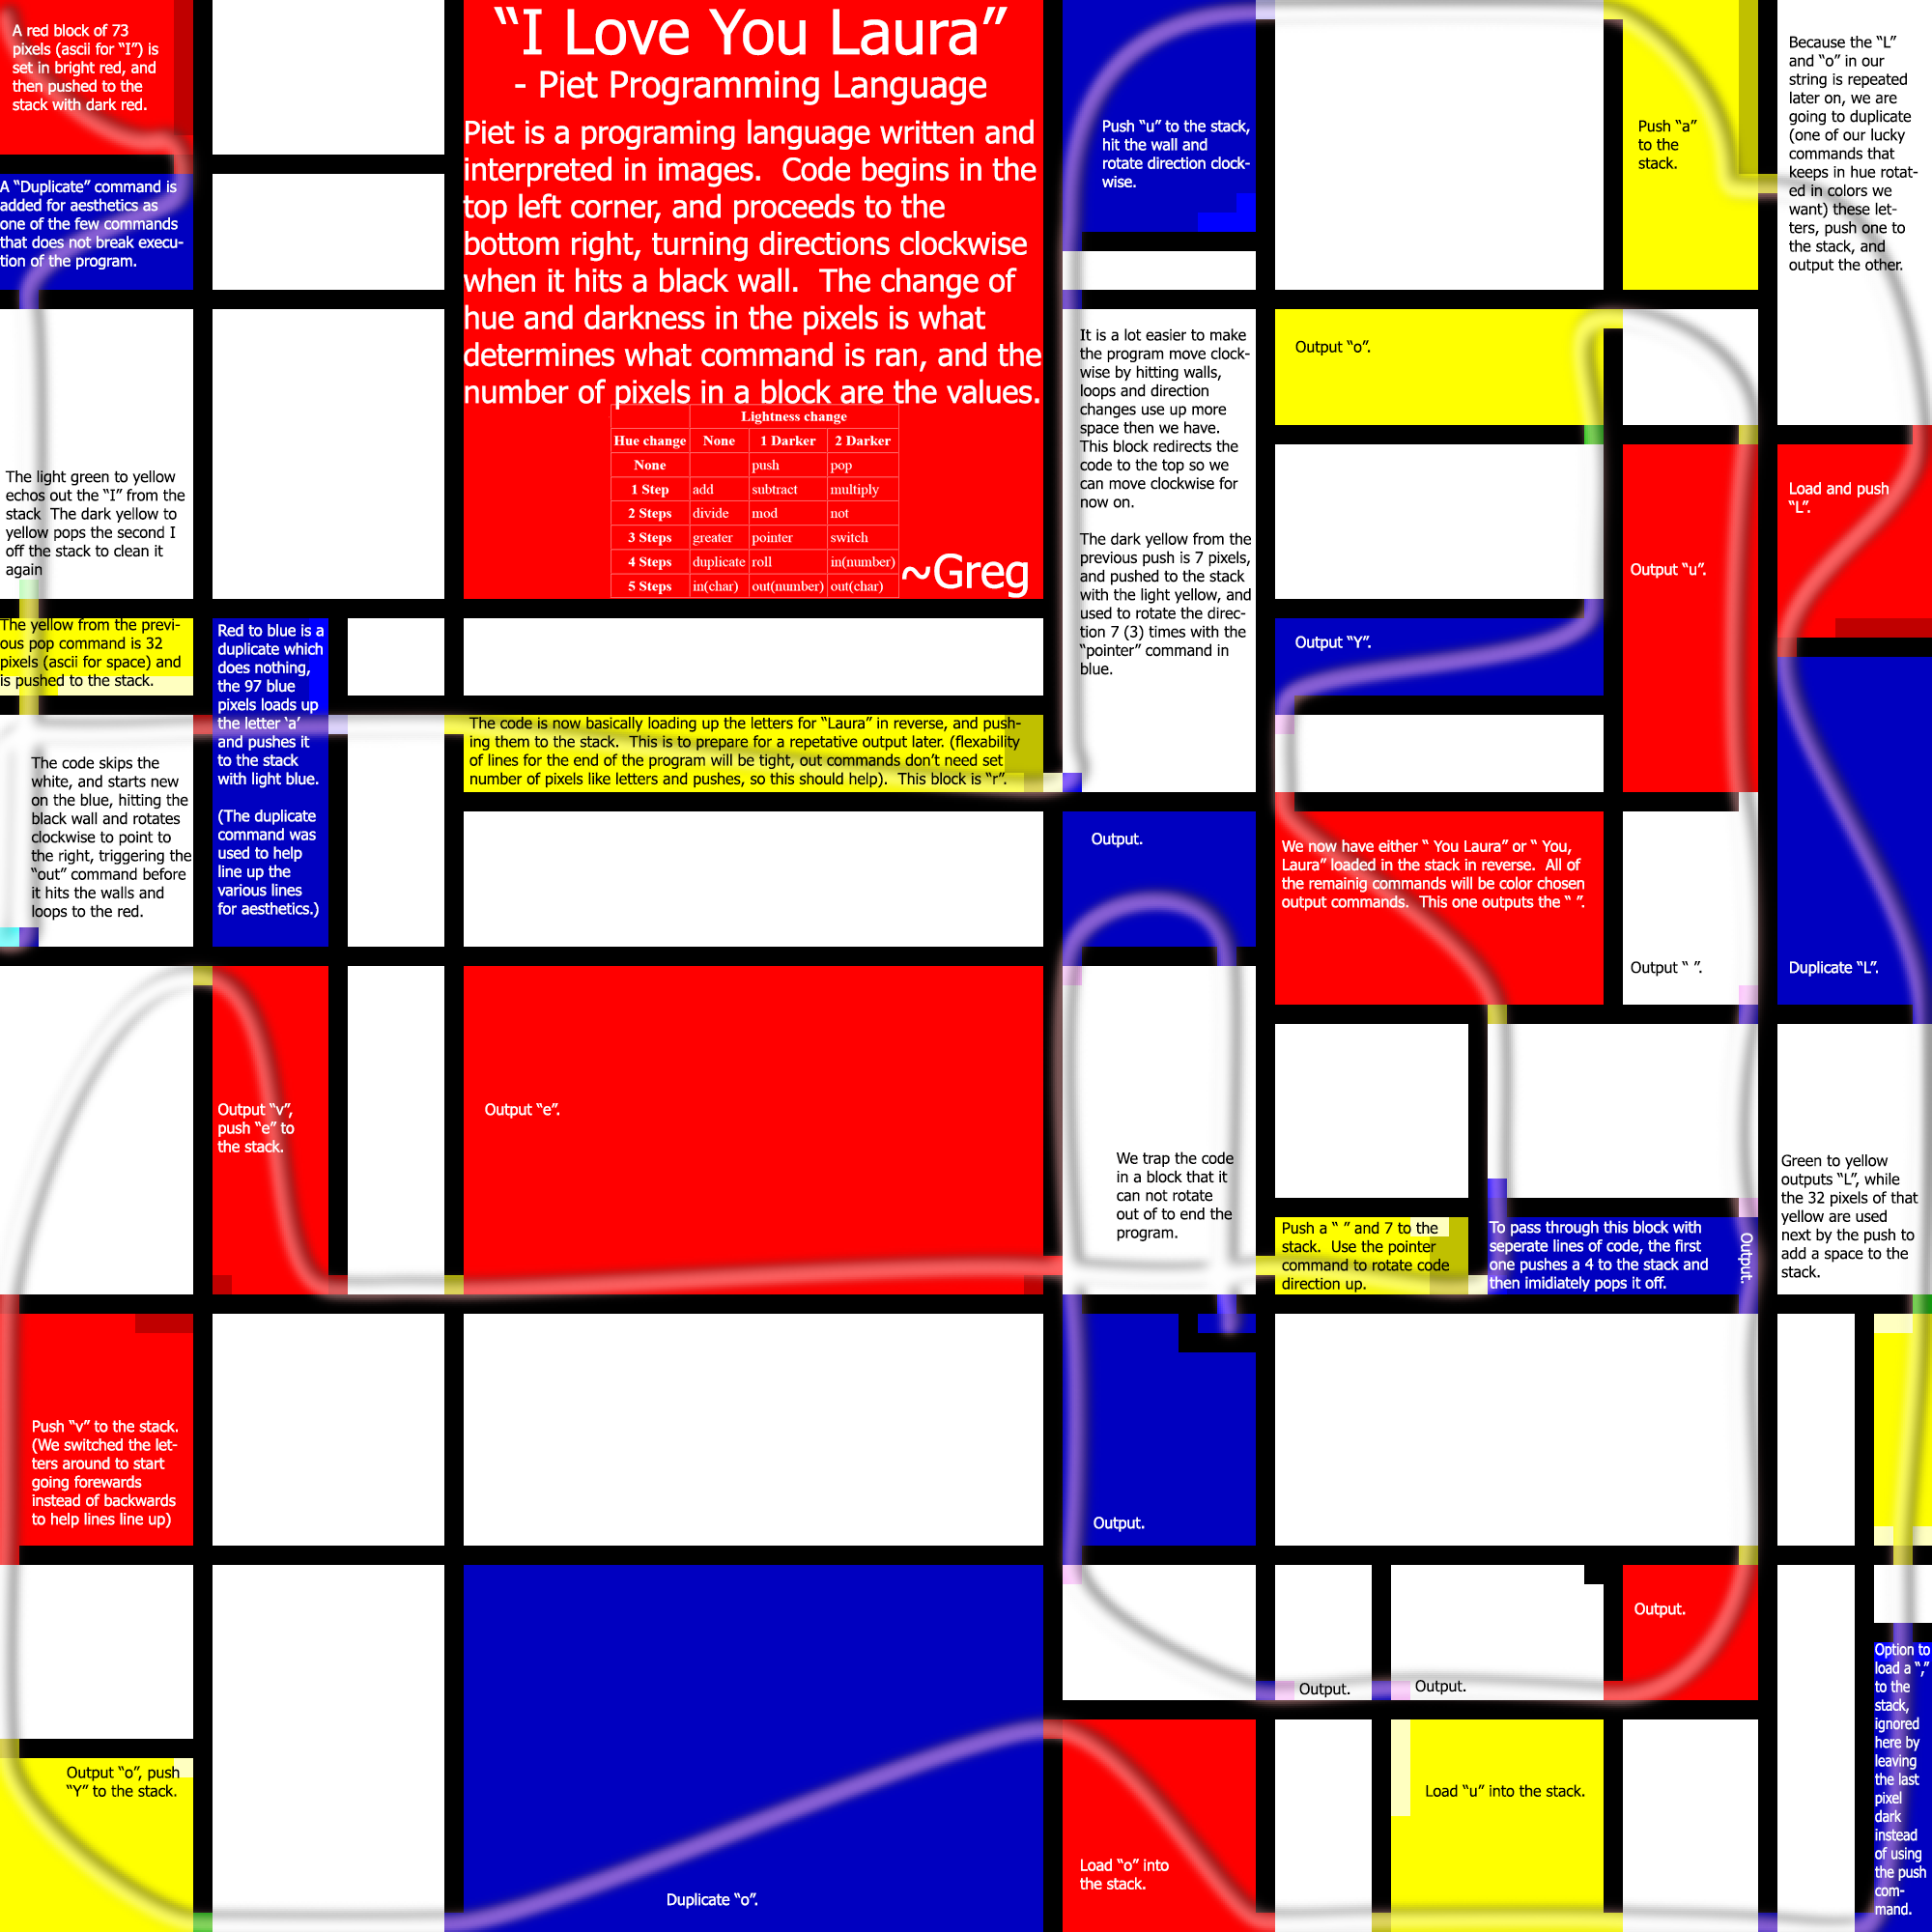 “I Love You Laura”
- Piet Programming Language
Piet is a programing language written and
interpreted in images.  Code begins in the
top left corner, and proceeds to the
bottom right, turning directions clockwise
when it hits a black wall.  The change of
hue and darkness in the pixels is what
determines what command is ran, and the
number of pixels in a block are the values.
Lightness change
Hue change None 1 Darker 2 Darker
None push pop
1 Step add subtract multiply
2 Steps divide mod not
3 Steps greater pointer switch
4 Steps duplicate roll in(number)
5 Steps in(char) out(number) out(char)
~Greg
A red block of 73
pixels (ascii for “I”) is
set in bright red, and
then pushed to the
stack with dark red.
A “Duplicate” command is
added for aesthetics as
one of the few commands
that does not break execu-
tion of the program.
The light green to yellow
echos out the “I” from the
stack  The dark yellow to
yellow pops the second I
off the stack to clean it
again
The yellow from the previ-
ous pop command is 32
pixels (ascii for space) and
is pushed to the stack.
The code skips the
white, and starts new
on the blue, hitting the
black wall and rotates
clockwise to point to
the right, triggering the
“out” command before
it hits the walls and
loops to the red.
Red to blue is a
duplicate which
does nothing,
the 97 blue
pixels loads up
the letter ‘a’
and pushes it
to the stack
with light blue.
(The duplicate
command was
used to help
line up the
various lines
for aesthetics.)
The code is now basically loading up the letters for “Laura” in reverse, and push-
ing them to the stack.  This is to prepare for a repetative output later. (flexability
of lines for the end of the program will be tight, out commands don’t need set
number of pixels like letters and pushes, so this should help).  This block is “r”.
It is a lot easier to make
the program move clock-
wise by hitting walls,
loops and direction
changes use up more
space then we have.
This block redirects the
code to the top so we
can move clockwise for
now on.
The dark yellow from the
previous push is 7 pixels,
and pushed to the stack
with the light yellow, and
used to rotate the direc-
tion 7 (3) times with the
“pointer” command in
blue.
Push “u” to the stack,
hit the wall and
rotate direction clock-
wise.
Push “a”
to the
stack.
Because the “L”
and “o” in our
string is repeated
later on, we are
going to duplicate
(one of our lucky
commands that
keeps in hue rotat-
ed in colors we
want) these let-
ters, push one to
the stack, and
output the other.
Load and push
“L”.
Duplicate “L”.
Green to yellow
outputs “L”, while
the 32 pixels of that
yellow are used
next by the push to
add a space to the
stack.
Option to
load a “,”
to the
stack,
ignored
here by
leaving
the last
pixel
dark
instead
of using
the push
com-
mand.
Load “u” into the stack.
Load “o” into
the stack.
Duplicate “o”.
Output “o”, push
“Y” to the stack.
Push “v” to the stack.
(We switched the let-
ters around to start
going forewards
instead of backwards
to help lines line up)
Output “v”,
push “e” to
the stack.
Output “e”.
Push a “ ” and 7 to the
stack.  Use the pointer
command to rotate code
direction up.
To pass through this block with
seperate lines of code, the first
one pushes a 4 to the stack and
then imidiately pops it off.
We now have either “ You Laura” or “ You,
Laura” loaded in the stack in reverse.  All of
the remainig commands will be color chosen
output commands.  This one outputs the “ ”.
Output “Y”.
Output “o”.
Output “u”.
Output “ ”.
Output.
Output.
Output.
Output.
Output.
Output.
We trap the code
in a block that it
can not rotate
out of to end the
program.